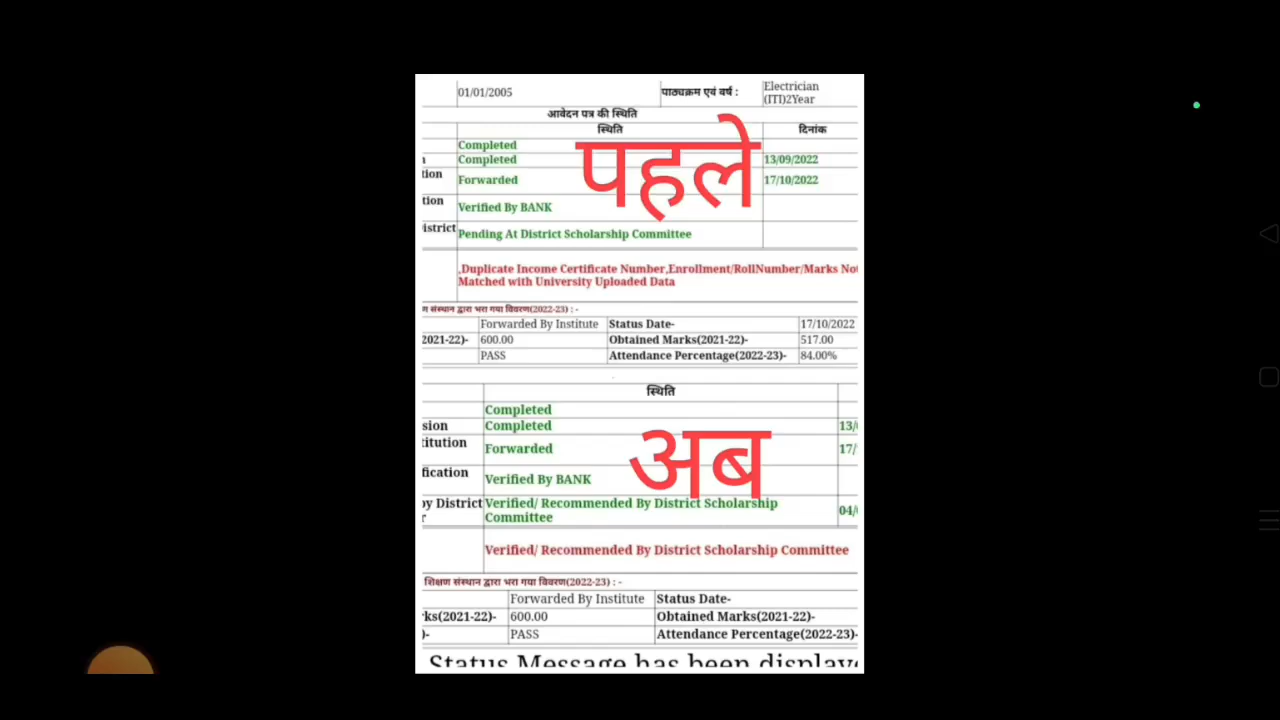 01/01/2005 पाठ्यक्रम एवं वर्ष : Electrician (ITI)2Year
आवेदन पत्र की स्थिति
स्थिति दिनांक
Completed
Completed 13/09/2022
tion Forwarded 17/10/2022
पहले
tion Verified By BANK
istrict Pending At District Scholarship Committee
,Duplicate Income Certificate Number,Enrollment/RollNumber/Marks Not
Matched with University Uploaded Data
संस्थान द्वारा भरा गया विवरण(2022-23) : -
Forwarded By Institute Status Date- 17/10/2022
2021-22)- 600.00 Obtained Marks(2021-22)- 517.00
PASS Attendance Percentage(2022-23)- 84.00%
स्थिति
Completed
sion Completed 13/
titution Forwarded 17/
अब
fication Verified By BANK
by District Verified/ Recommended By District Scholarship
r Committee 04/
Verified/ Recommended By District Scholarship Committee
शिक्षण संस्थान द्वारा भरा गया विवरण(2022-23) : -
Forwarded By Institute Status Date-
rks(2021-22)- 600.00 Obtained Marks(2021-22)-
)- PASS Attendance Percentage(2022-23)-
Status Message has been display